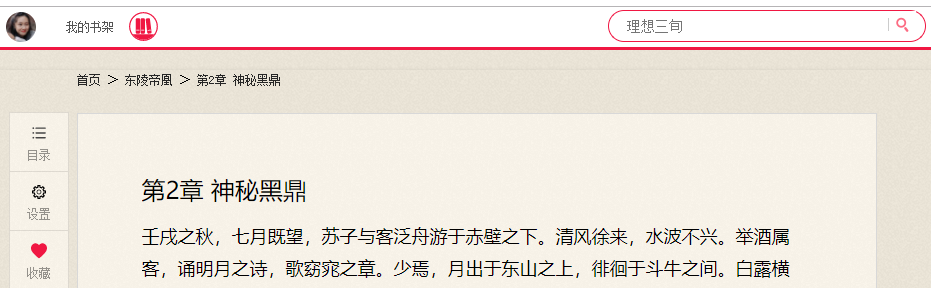 我的书架
理想三旬
首页 > 东陵帝凰 > 第2章 神秘黑鼎
目录
第2章 神秘黑鼎
设置
壬戌之秋，七月既望，苏子与客泛舟游于赤壁之下。清风徐来，水波不兴。举酒属
收藏
客，诵明月之诗，歌窈窕之章。少焉，月出于东山之上，徘徊于斗牛之间。白露横